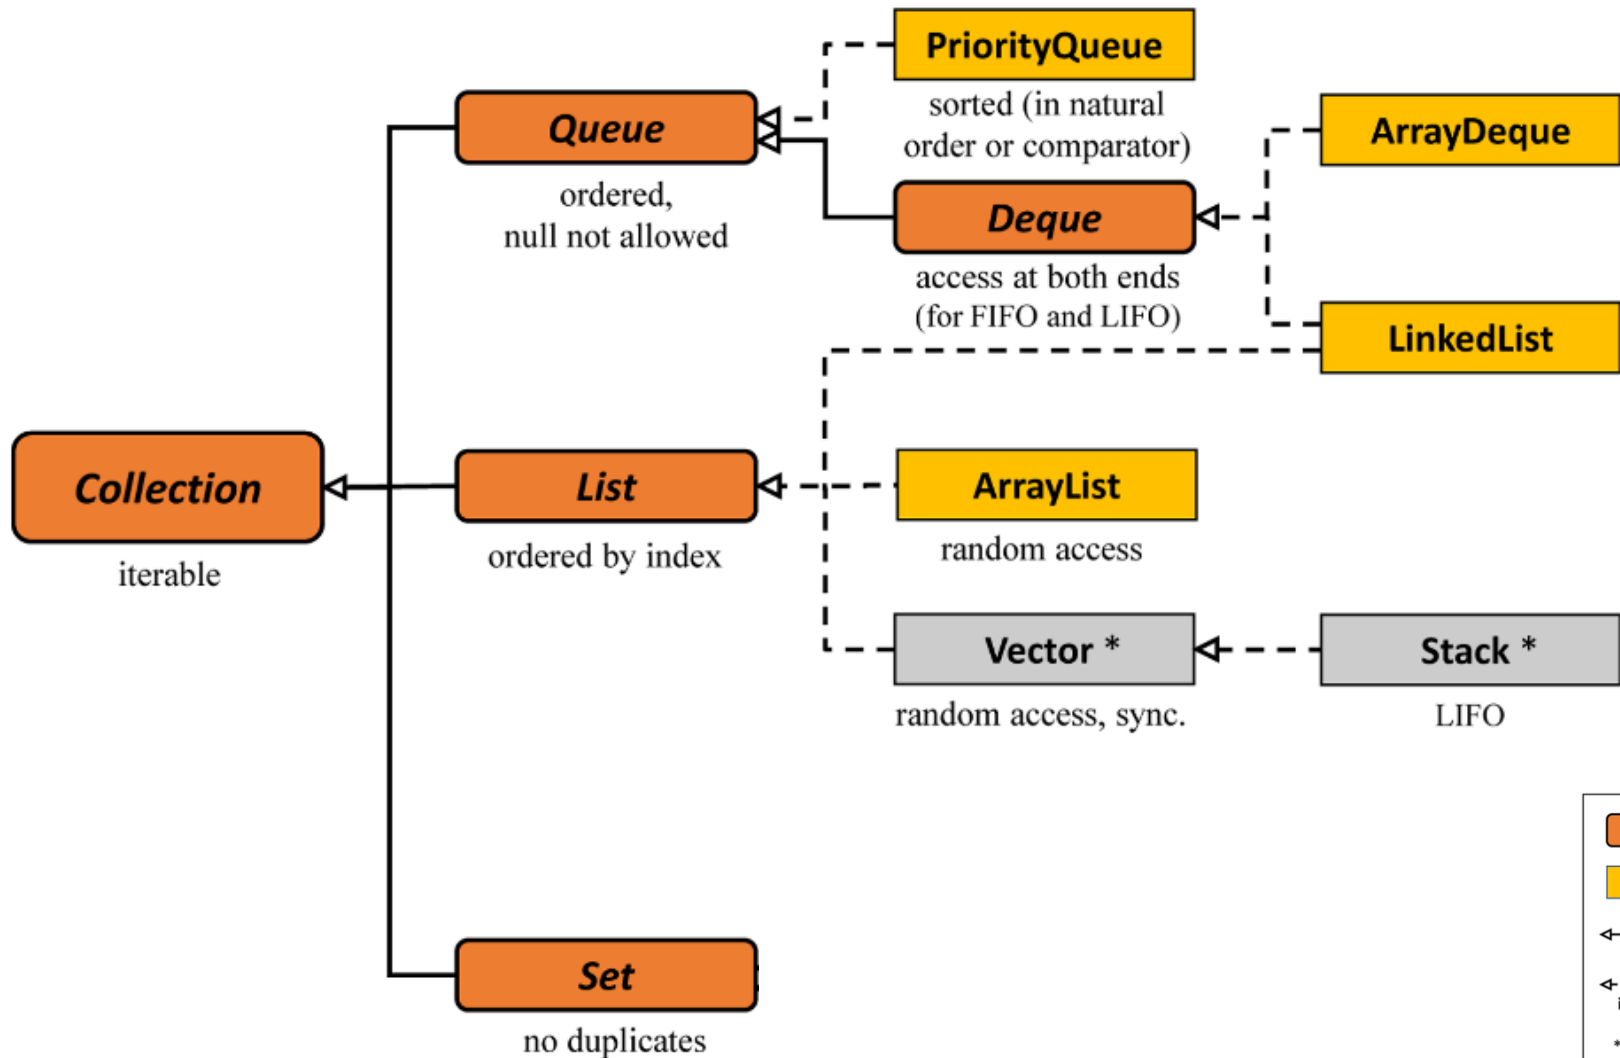 PriorityQueue
sorted (in natural
order or comparator)
Queue
ordered,
null not allowed
ArrayDeque
Deque
access at both ends
(for FIFO and LIFO)
LinkedList
Collection
iterable
List
ordered by index
ArrayList
random access
Vector *
random access, sync.
Stack *
LIFO
Set
no duplicates
*